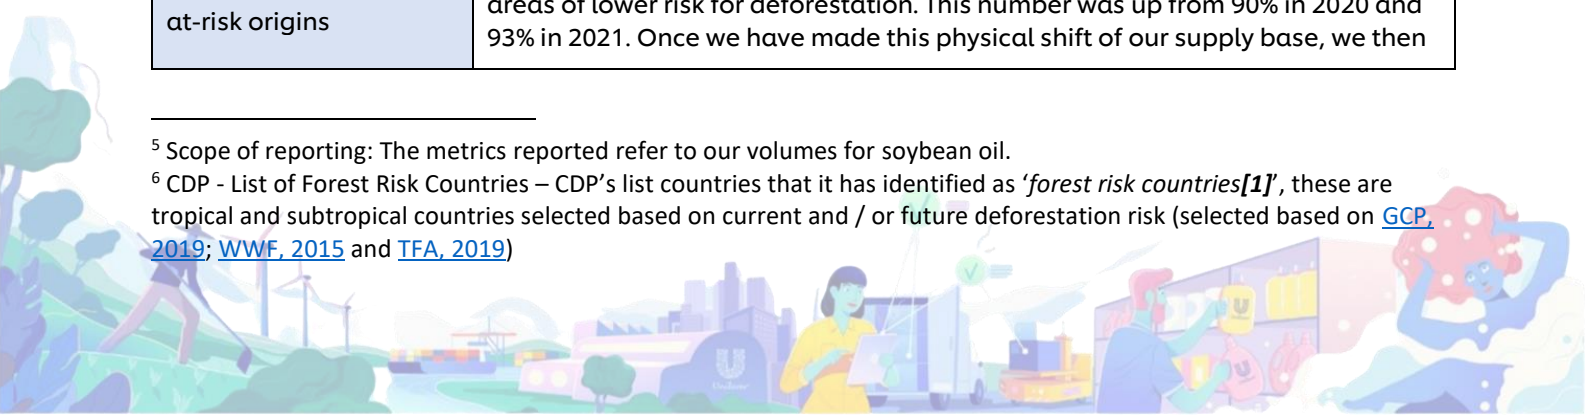 areas of lower risk for deforestation. This number was up from 90% in 2020 and
at-risk origins
93% in 2021. Once we have made this physical shift of our supply base, we then
5 Scope of reporting: The metrics reported refer to our volumes for soybean oil.
6 CDP - List of Forest Risk Countries – CDP’s list countries that it has identified as ‘forest risk countries[1]’, these are
tropical and subtropical countries selected based on current and / or future deforestation risk (selected based on GCP,
2019; WWF, 2015 and TFA, 2019)
Unilever